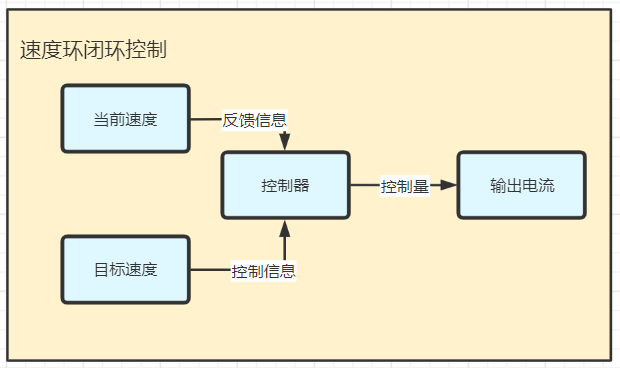 速度环闭环控制
当前速度
反馈信息
控制器
控制量
输出电流
目标速度
控制信息